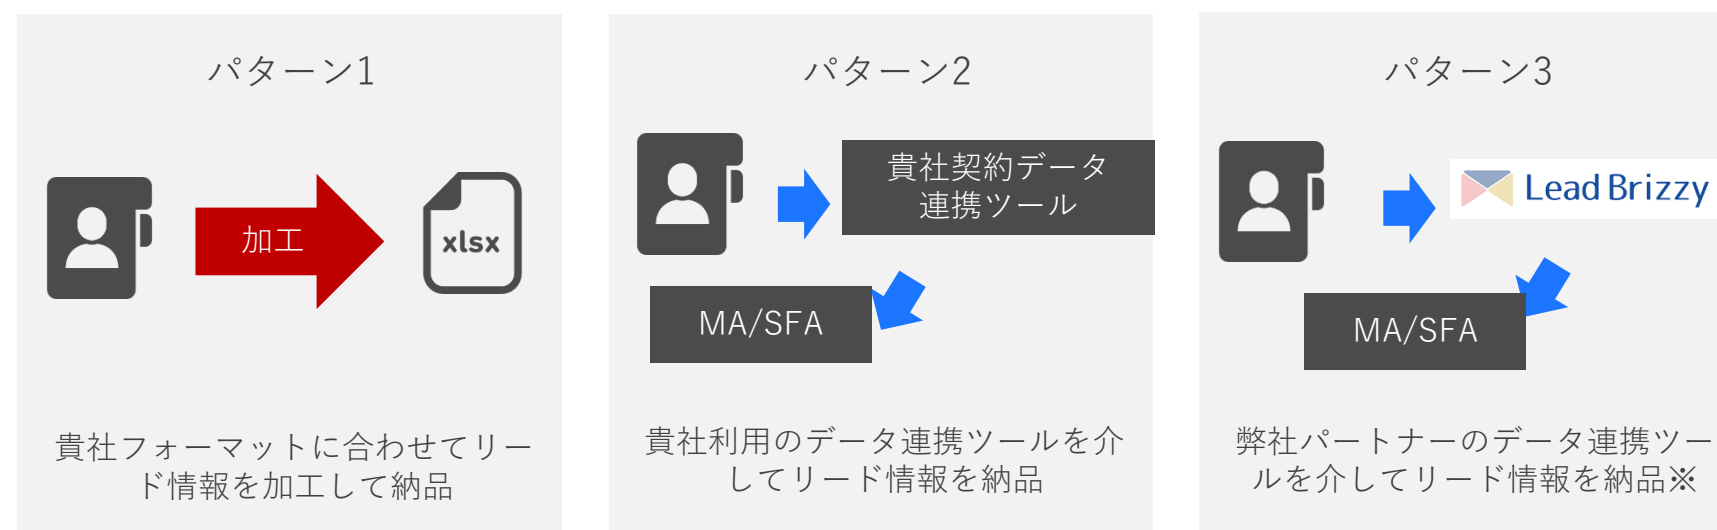 パターン1
加工
xlsx
貴社フォーマットに合わせてリー
ド情報を加工して納品
パターン2
貴社契約データ
連携ツール
MA/SFA
貴社利用のデータ連携ツールを介
してリード情報を納品
パターン3
Lead Brizzy
MA/SFA
弊社パートナーのデータ連携ツー
ルを介してリード情報を納品※